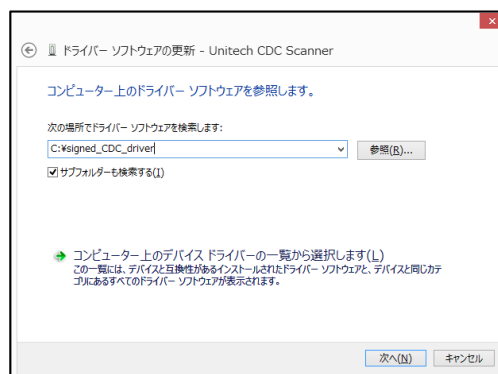 ドライバー ソフトウェアの更新 - Unitech CDC Scanner
コンピューター上のドライバー ソフトウェアを参照します。
次の場所でドライバー ソフトウェアを検索します:
C:¥signed_CDC_driver
参照(R)...
サブフォルダーも検索する(I)
コンピューター上のデバイス ドライバーの一覧から選択します(L)
この一覧には、デバイスと互換性があるインストールされたドライバー ソフトウェアと、デバイスと同じカテ
ゴリにあるすべてのドライバー ソフトウェアが表示されます。
次へ(N)
キャンセル